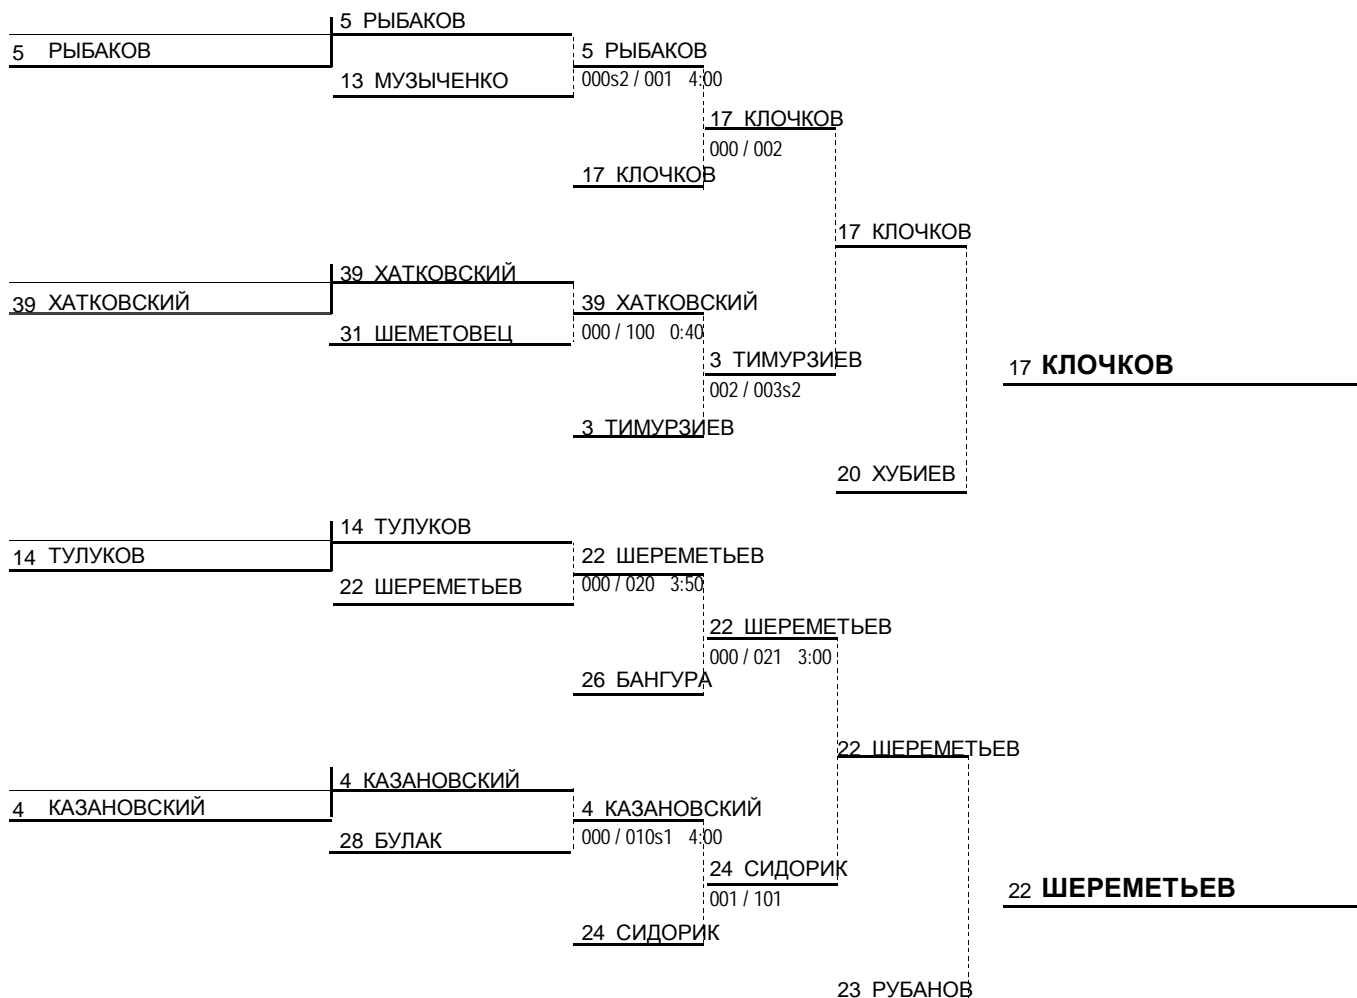 5 РЫБАКОВ
5 РЫБАКОВ
5 РЫБАКОВ
13 МУЗЫЧЕНКО
000s2 / 001 4:00
17 КЛОЧКОВ
000 / 002
17 КЛОЧКОВ
17 КЛОЧКОВ
39 ХАТКОВСКИЙ
39 ХАТКОВСКИЙ
39 ХАТКОВСКИЙ
31 ШЕМЕТОВЕЦ
000 / 100 0:40
3 ТИМУРЗИЕВ
17 КЛОЧКОВ
002 / 003s2
3 ТИМУРЗИЕВ
20 ХУБИЕВ
14 ТУЛУКОВ
14 ТУЛУКОВ
22 ШЕРЕМЕТЬЕВ
22 ШЕРЕМЕТЬЕВ
000 / 020 3:50
22 ШЕРЕМЕТЬЕВ
000 / 021 3:00
26 БАНГУРА
22 ШЕРЕМЕТЬЕВ
4 КАЗАНОВСКИЙ
4 КАЗАНОВСКИЙ
4 КАЗАНОВСКИЙ
28 БУЛАК
000 / 010s1 4:00
24 СИДОРИК
22 ШЕРЕМЕТЬЕВ
001 / 101
24 СИДОРИК
23 РУБАНОВ